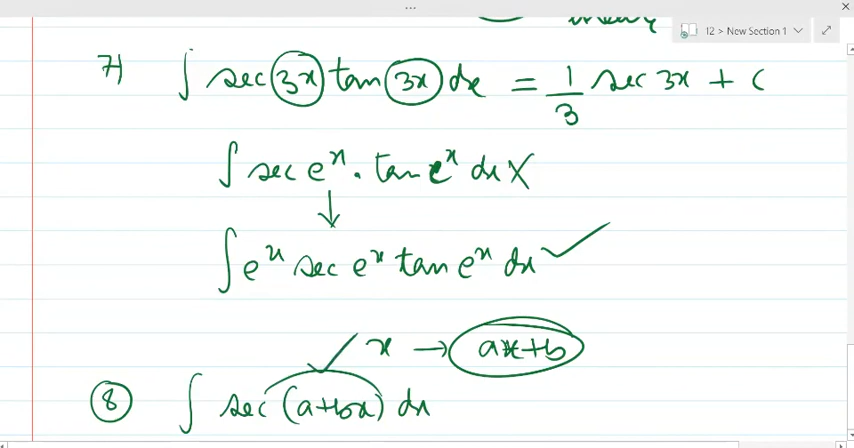 ...
linear
12 > New Section 1
7) ∫ sec 3x tan 3x dx = 1/3 sec 3x + C
∫ sec eˣ . tan eˣ dx X
↓
∫ eˣ sec eˣ tan eˣ dx ✓
✓ x → ax+b
⑧ ∫ sec (a+bx) dx